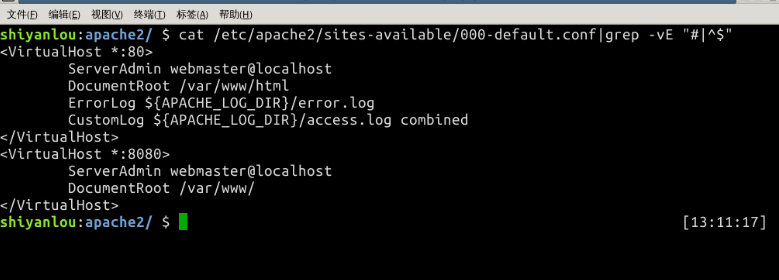 文件(F) 编辑(E) 视图(V) 终端(T) 标签(A) 帮助(H)
shiyanlou:apache2/ $ cat /etc/apache2/sites-available/000-default.conf|grep -vE "#|^$"
<VirtualHost *:80>
        ServerAdmin webmaster@localhost
        DocumentRoot /var/www/html
        ErrorLog ${APACHE_LOG_DIR}/error.log
        CustomLog ${APACHE_LOG_DIR}/access.log combined
</VirtualHost>
<VirtualHost *:8080>
        ServerAdmin webmaster@localhost
        DocumentRoot /var/www/
</VirtualHost>
shiyanlou:apache2/ $ [13:11:17]